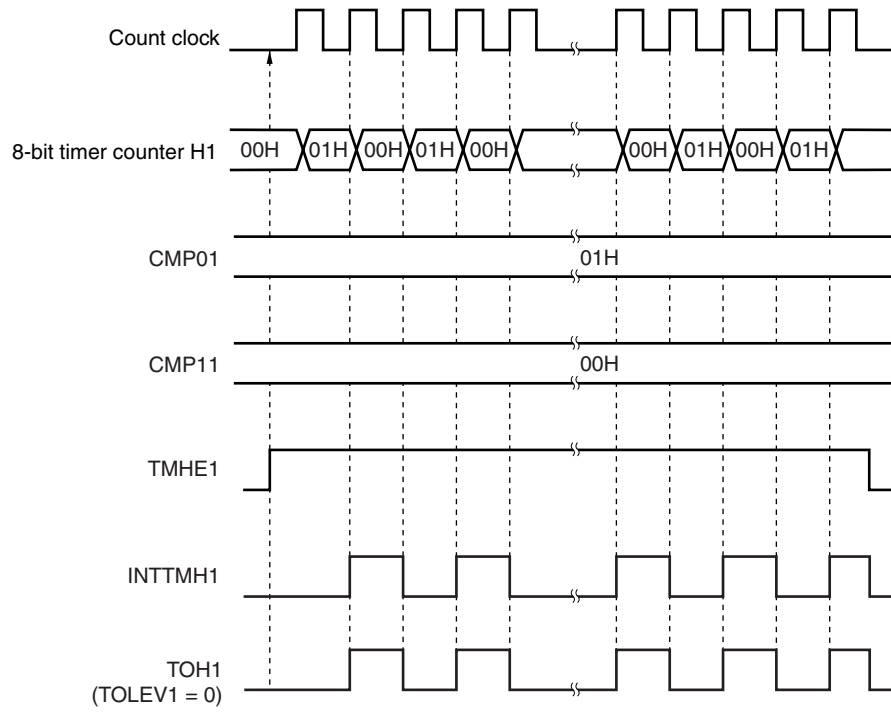 Count clock
8-bit timer counter H1 00H 01H 00H 01H 00H 00H 01H 00H 01H
CMP01 01H
CMP11 00H
TMHE1
INTTMH1
TOH1
(TOLEV1 = 0)